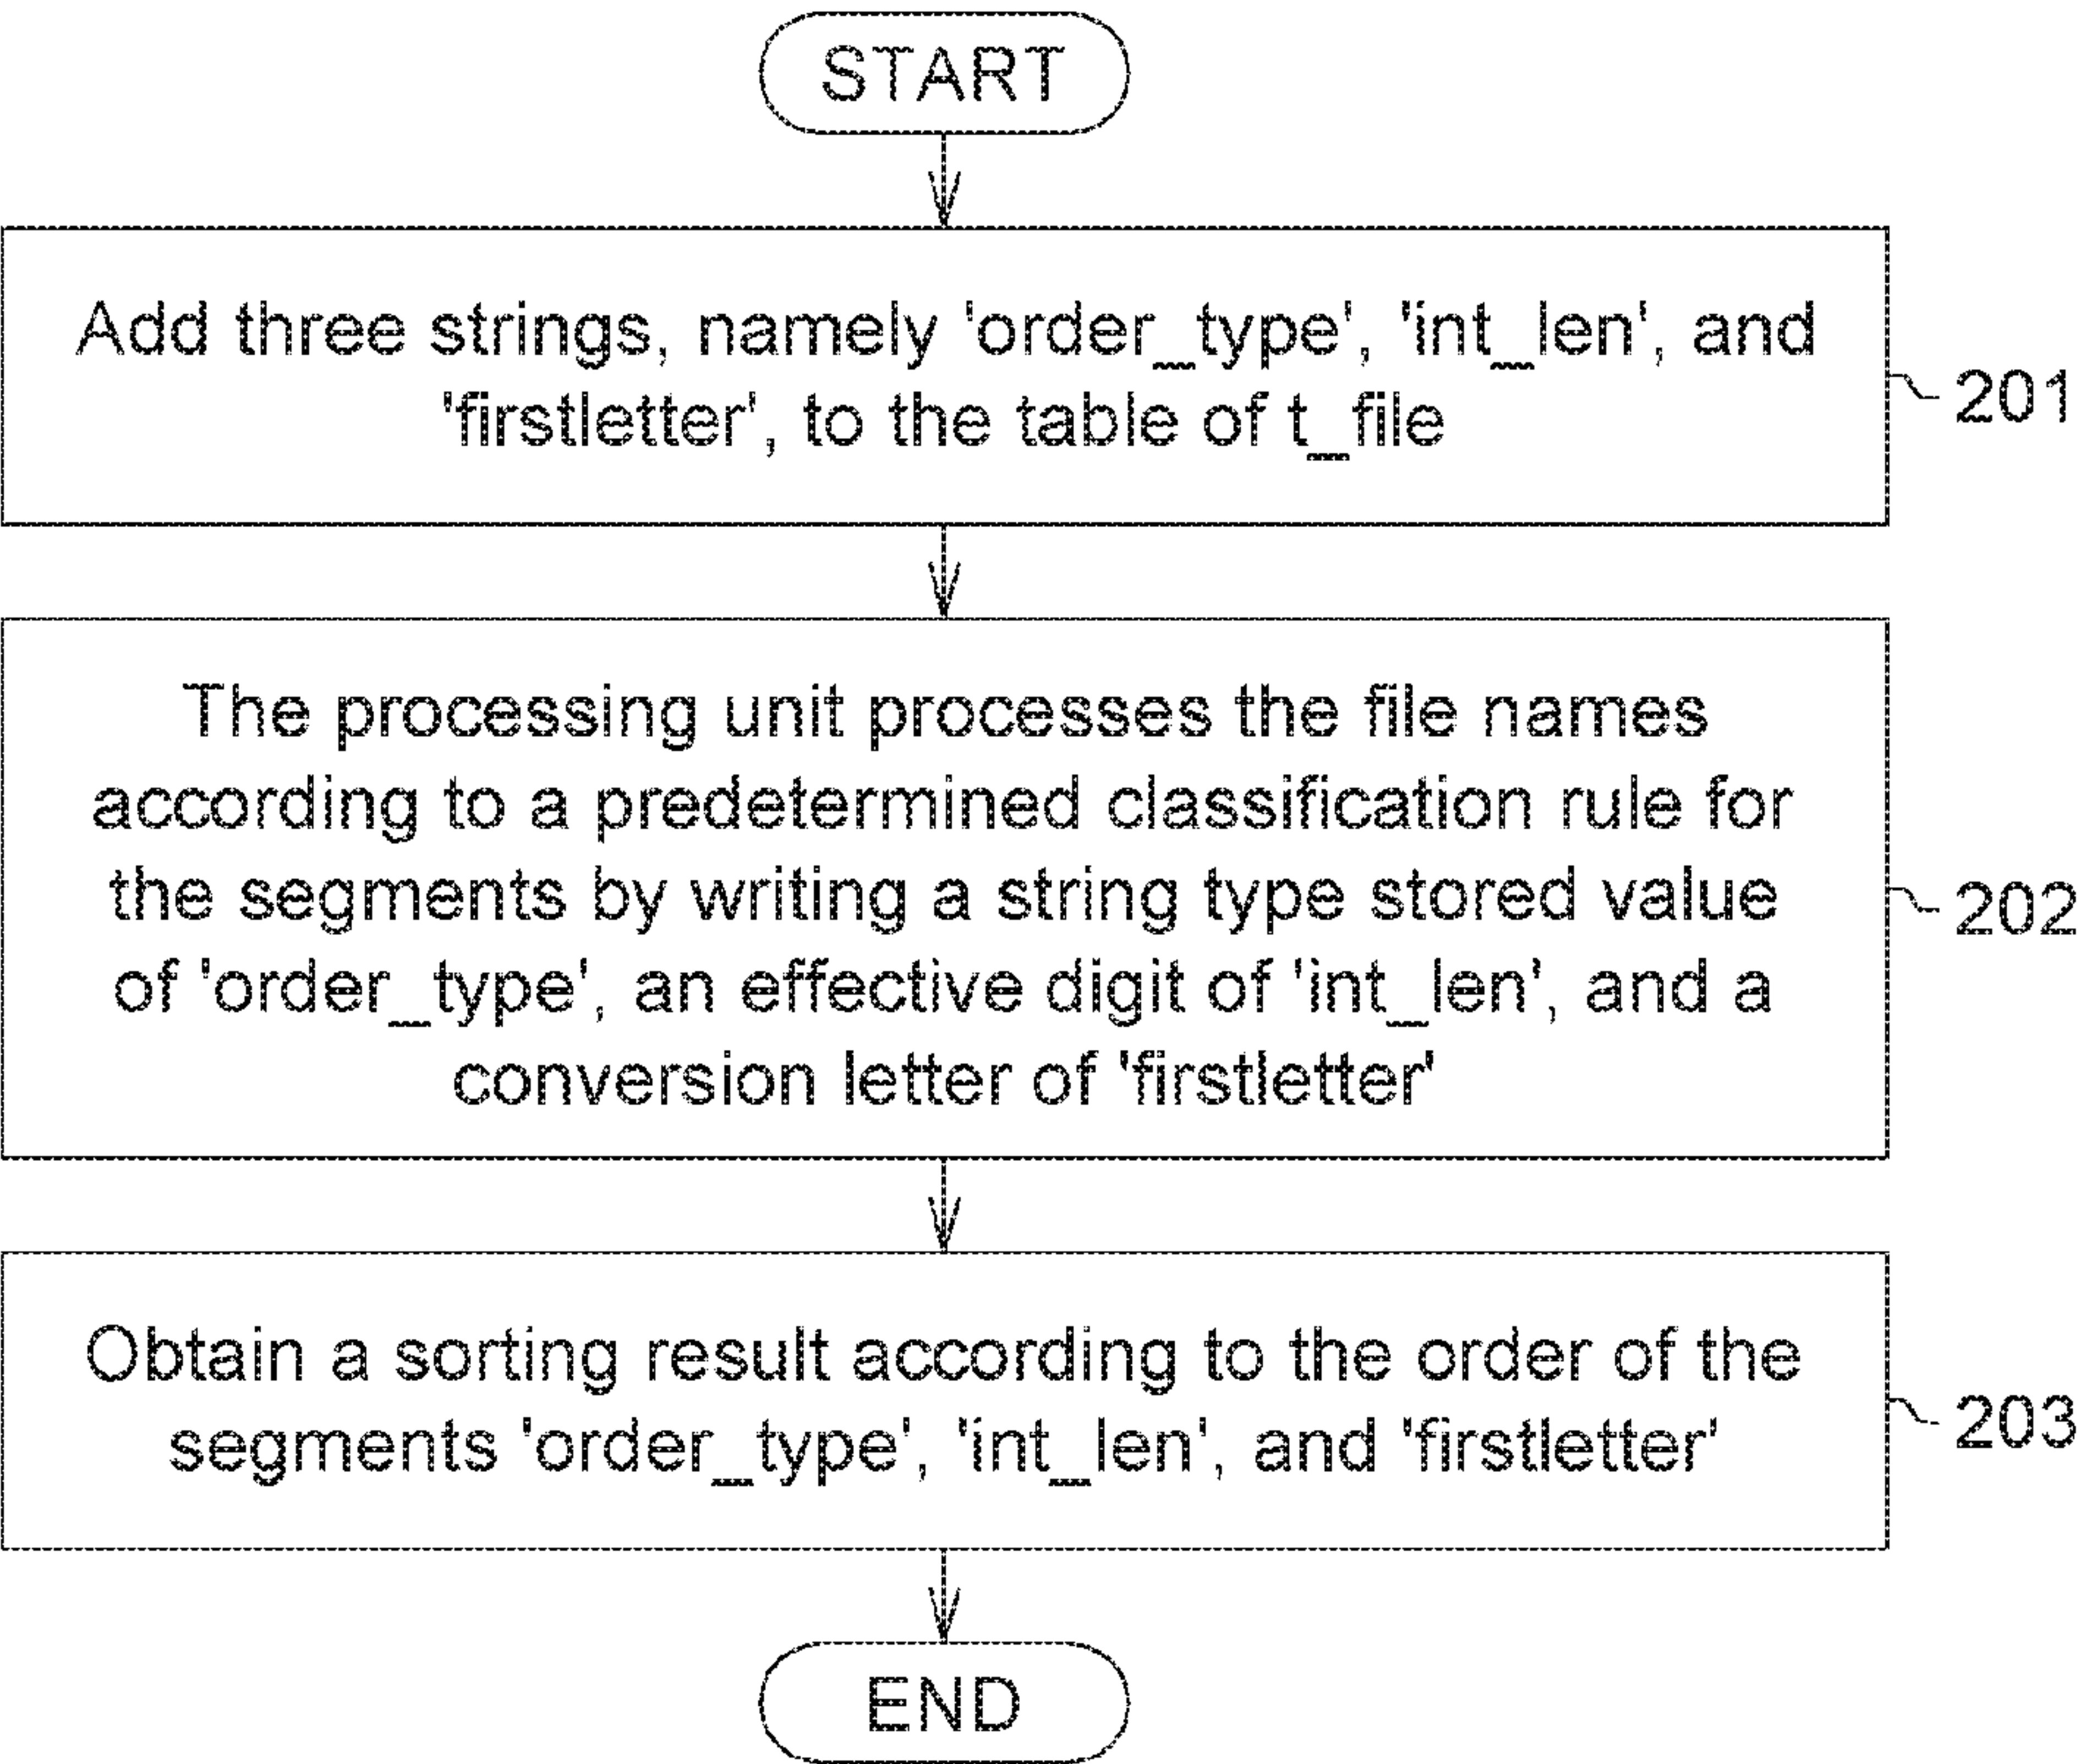 START
Add three strings, namely 'order_type', 'int_len', and
'firstletter', to the table of t_file
201
The processing unit processes the file names
according to a predetermined classification rule for
the segments by writing a string type stored value
of 'order_type', an effective digit of 'int_len', and a
conversion letter of 'firstletter'
202
Obtain a sorting result according to the order of the
segments 'order_type', 'int_len', and 'firstletter'
203
END